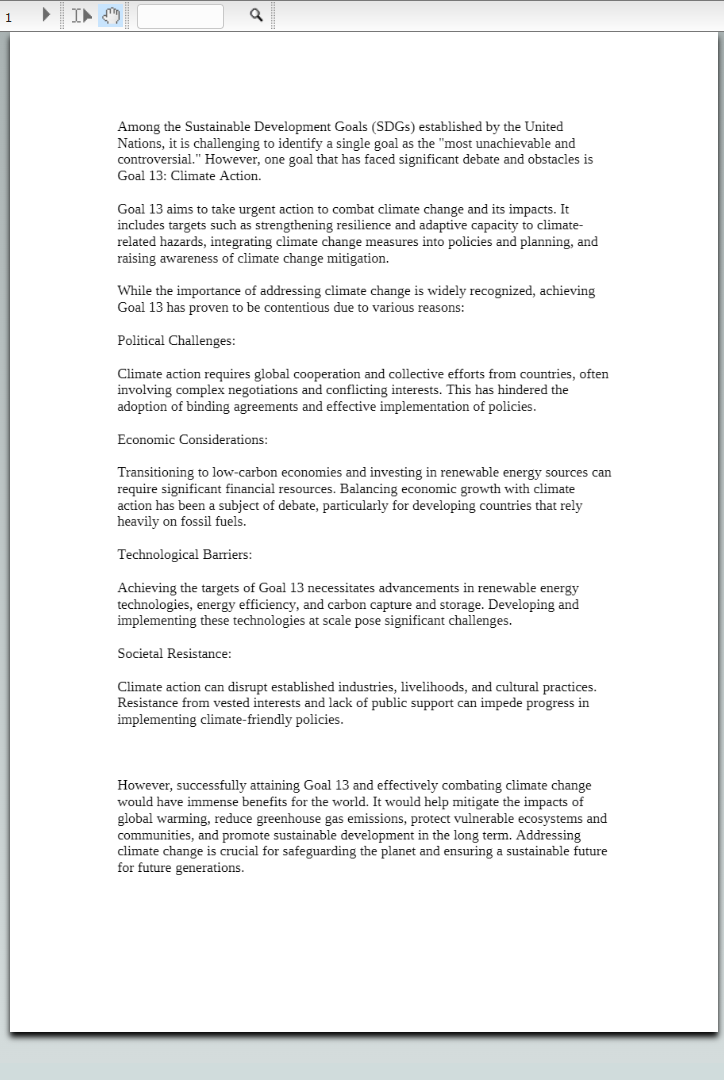 1
Among the Sustainable Development Goals (SDGs) established by the United
Nations, it is challenging to identify a single goal as the "most unachievable and
controversial." However, one goal that has faced significant debate and obstacles is
Goal 13: Climate Action.
Goal 13 aims to take urgent action to combat climate change and its impacts. It
includes targets such as strengthening resilience and adaptive capacity to climate-
related hazards, integrating climate change measures into policies and planning, and
raising awareness of climate change mitigation.
While the importance of addressing climate change is widely recognized, achieving
Goal 13 has proven to be contentious due to various reasons:
Political Challenges:
Climate action requires global cooperation and collective efforts from countries, often
involving complex negotiations and conflicting interests. This has hindered the
adoption of binding agreements and effective implementation of policies.
Economic Considerations:
Transitioning to low-carbon economies and investing in renewable energy sources can
require significant financial resources. Balancing economic growth with climate
action has been a subject of debate, particularly for developing countries that rely
heavily on fossil fuels.
Technological Barriers:
Achieving the targets of Goal 13 necessitates advancements in renewable energy
technologies, energy efficiency, and carbon capture and storage. Developing and
implementing these technologies at scale pose significant challenges.
Societal Resistance:
Climate action can disrupt established industries, livelihoods, and cultural practices.
Resistance from vested interests and lack of public support can impede progress in
implementing climate-friendly policies.
However, successfully attaining Goal 13 and effectively combating climate change
would have immense benefits for the world. It would help mitigate the impacts of
global warming, reduce greenhouse gas emissions, protect vulnerable ecosystems and
communities, and promote sustainable development in the long term. Addressing
climate change is crucial for safeguarding the planet and ensuring a sustainable future
for future generations.